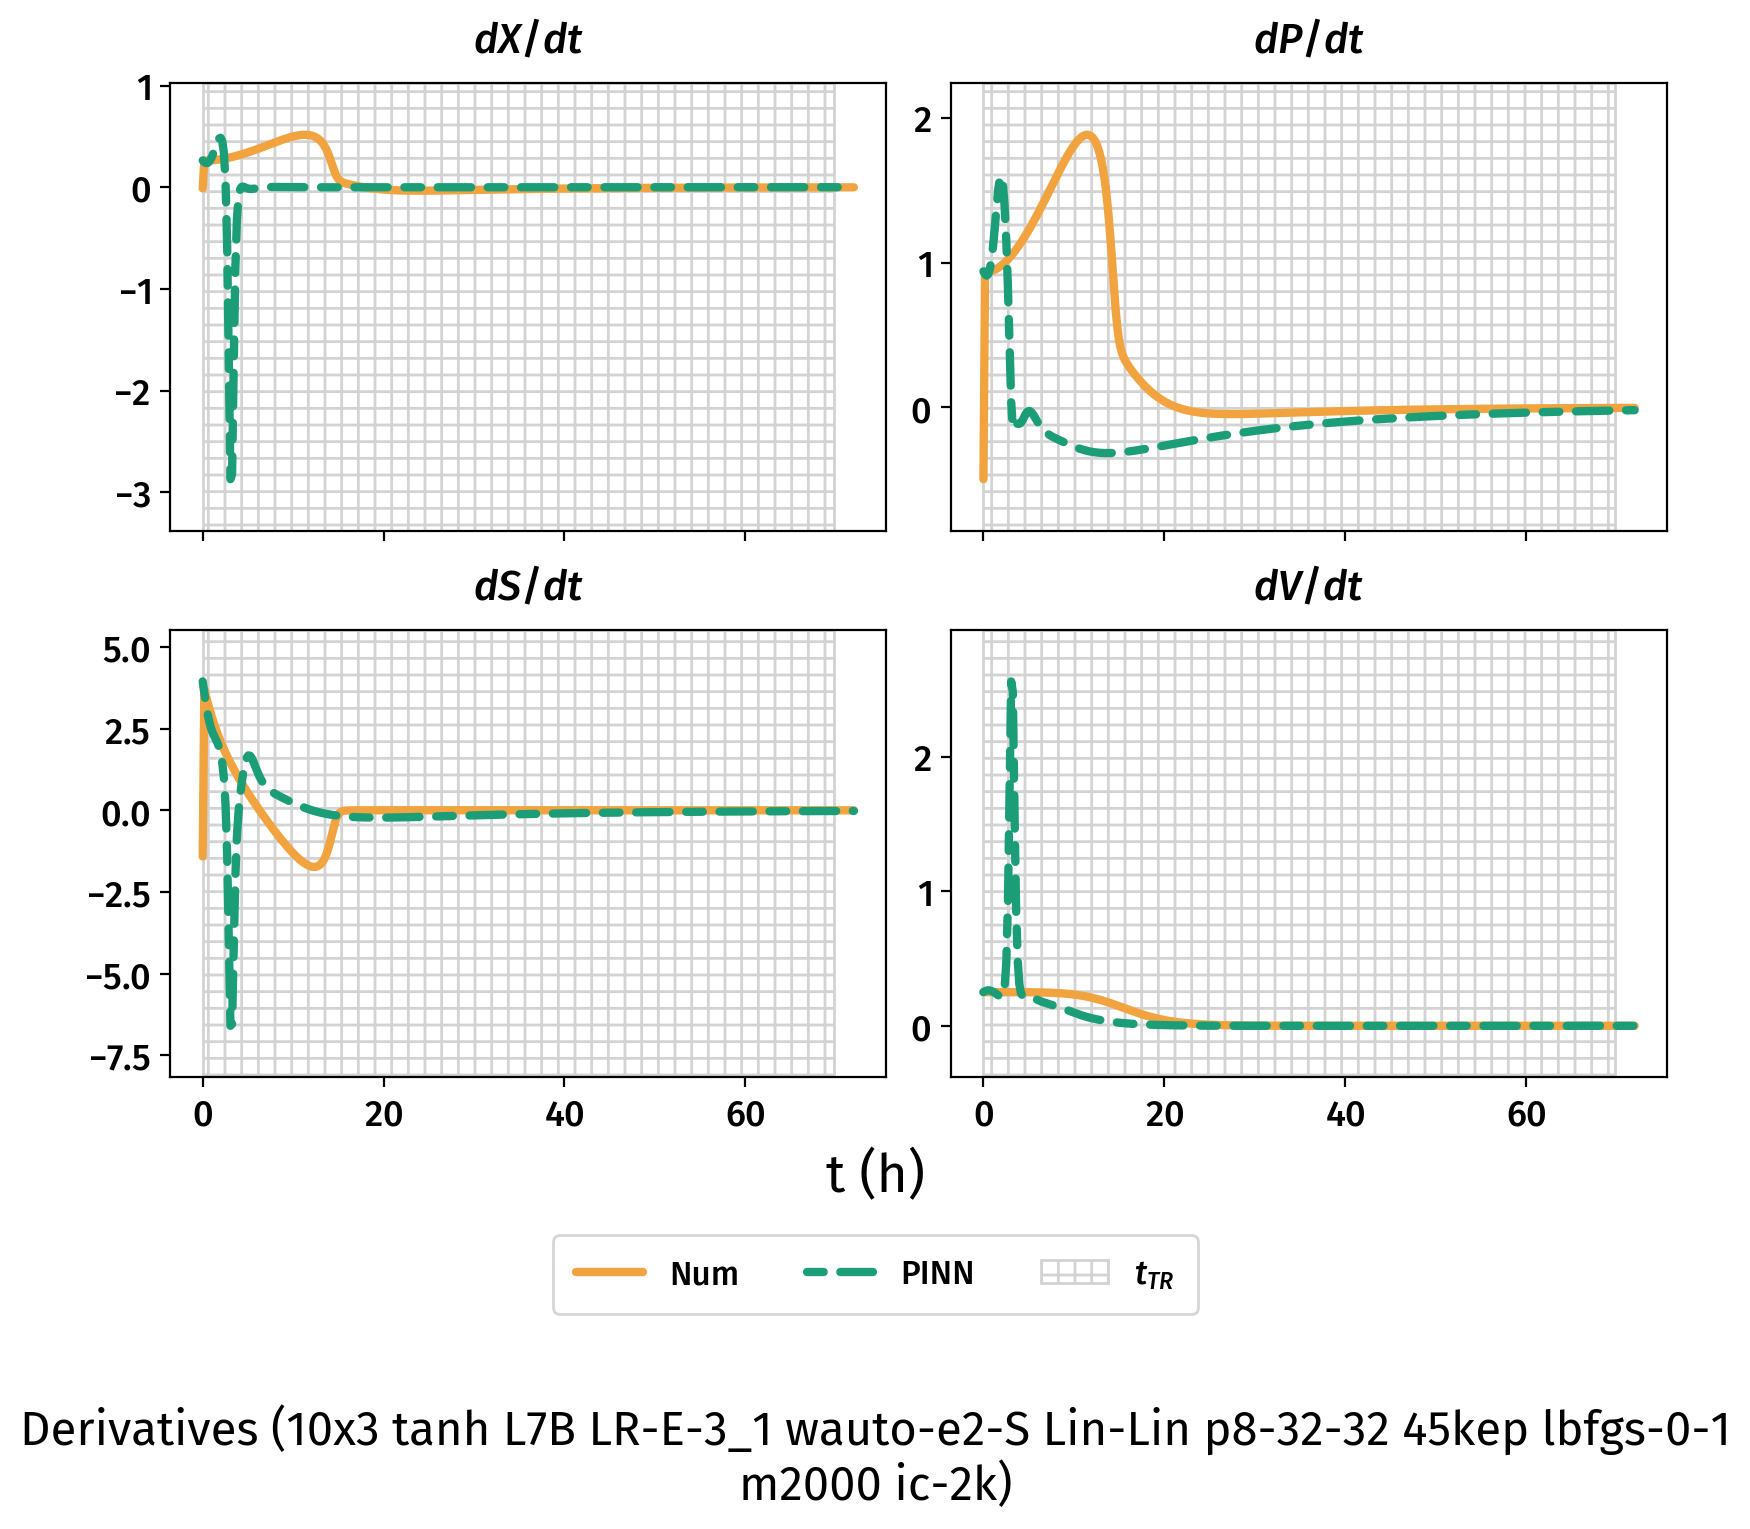 dX/dt
dP/dt
1
0
−1
−2
−3
2
1
0
dS/dt
dV/dt
5.0
2.5
0.0
−2.5
−5.0
−7.5
2
1
0
0 20 40 60
0 20 40 60
t (h)
Num PINN t_TR
Derivatives (10x3 tanh L7B LR-E-3_1 wauto-e2-S Lin-Lin p8-32-32 45kep lbfgs-0-1
m2000 ic-2k)